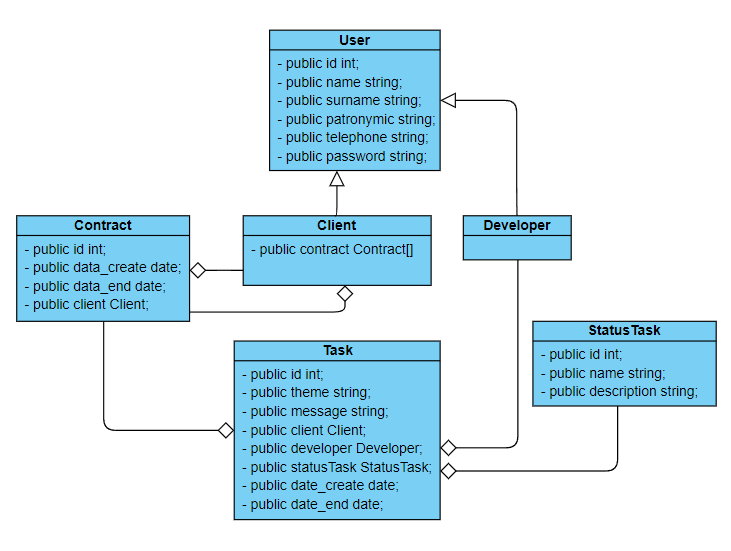 User
- public id int;
- public name string;
- public surname string;
- public patronymic string;
- public telephone string;
- public password string;
Contract
- public id int;
- public data_create date;
- public data_end date;
- public client Client;
Client
- public contract Contract[]
Developer
Task
- public id int;
- public theme string;
- public message string;
- public client Client;
- public developer Developer;
- public statusTask StatusTask;
- public date_create date;
- public date_end date;
StatusTask
- public id int;
- public name string;
- public description string;